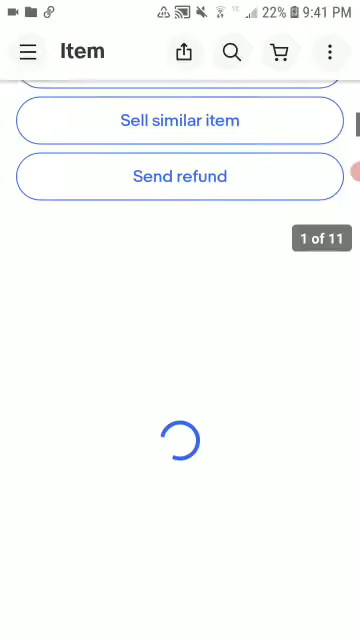 22% 9:41 PM
Item
Sell similar item
Send refund
1 of 11